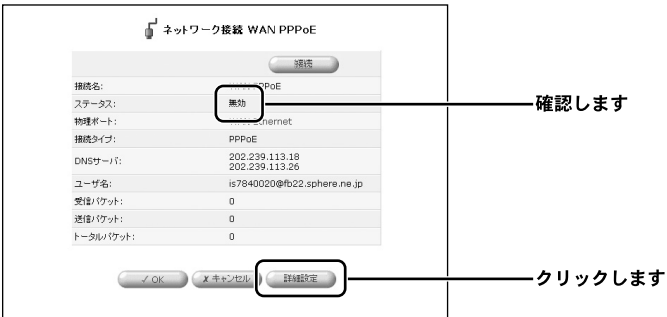 ネットワーク接続 WAN PPPoE
接続
接続名: PPPoE
ステータス: 無効
確認します
物理ポート: Ethernet
接続タイプ: PPPoE
DNSサーバ: 202.239.113.18
202.239.113.26
ユーザ名: is7840020@fb22.sphere.ne.jp
受信パケット: 0
送信パケット: 0
トータルパケット: 0
✓ OK
✗ キャンセル
詳細設定
クリックします